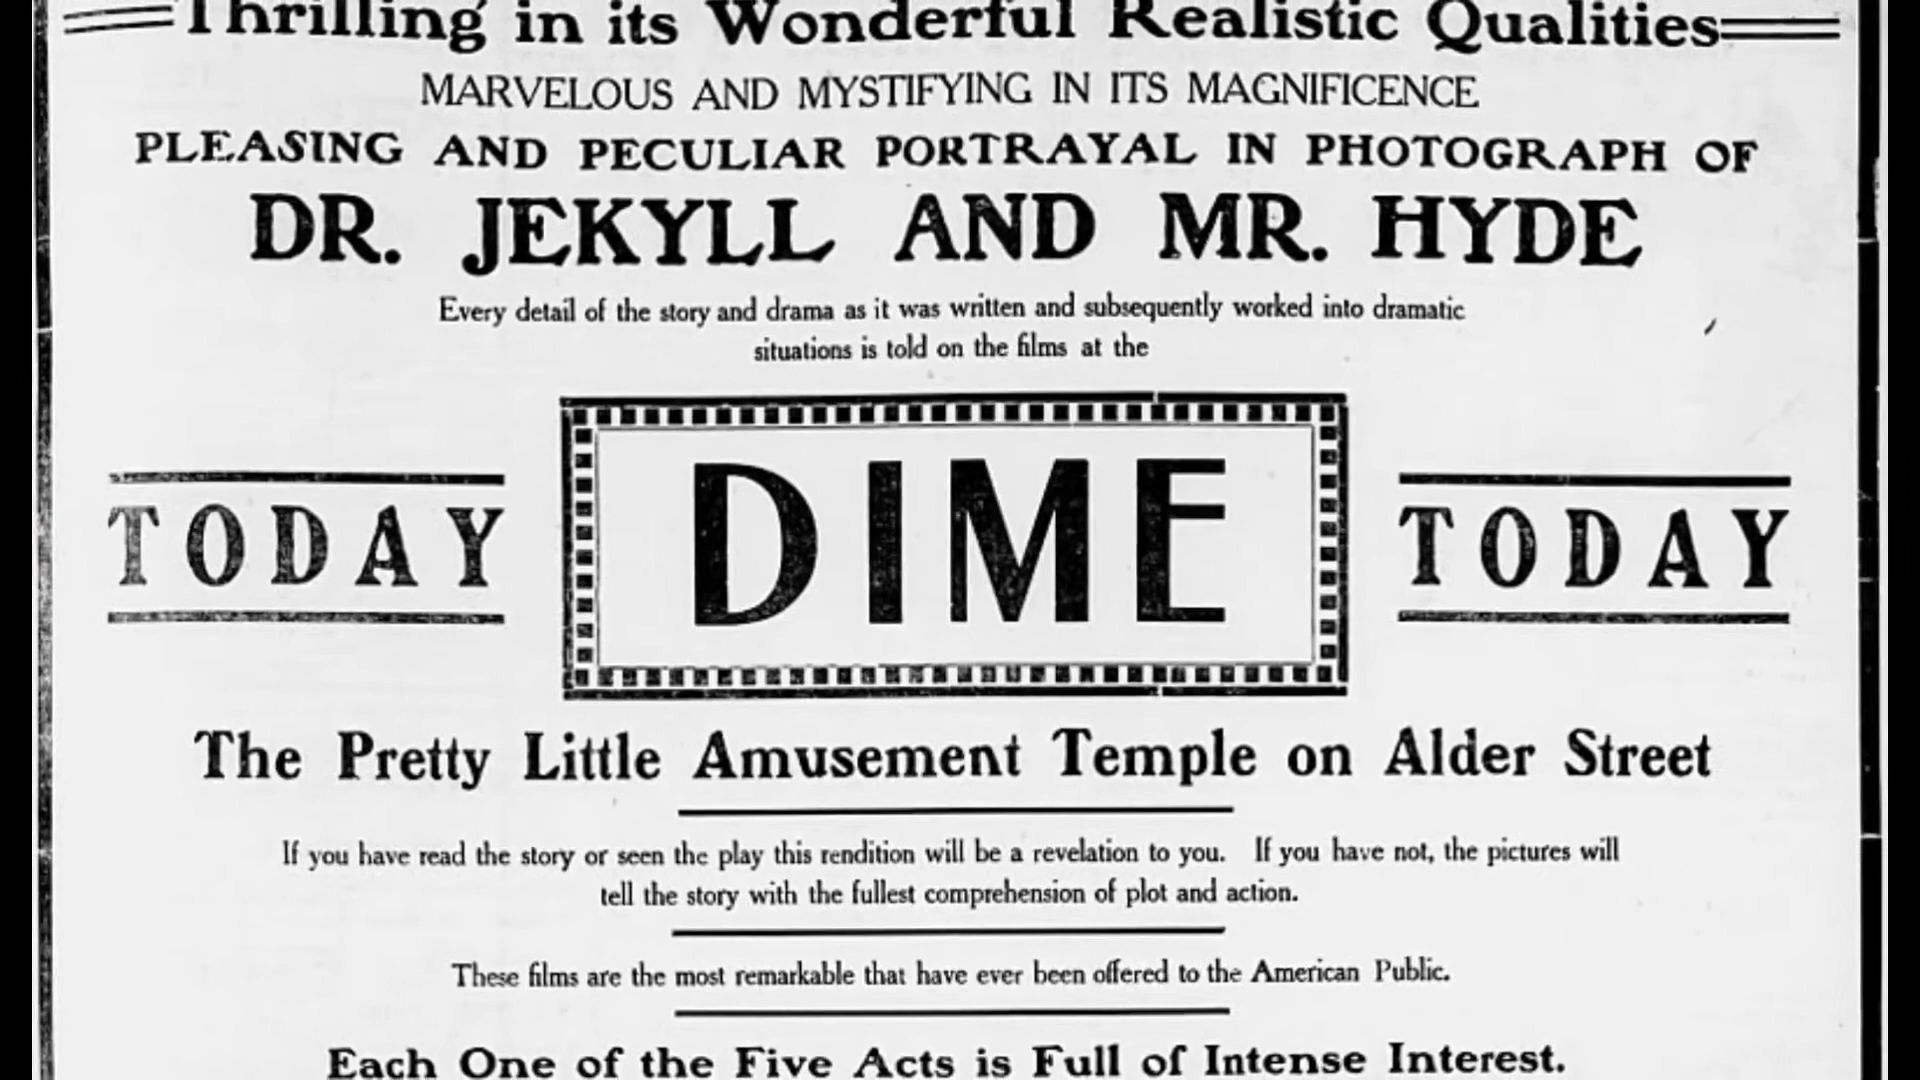 Thrilling in its Wonderful Realistic Qualities
MARVELOUS AND MYSTIFYING IN ITS MAGNIFICENCE
PLEASING AND PECULIAR PORTRAYAL IN PHOTOGRAPH OF
DR. JEKYLL AND MR. HYDE
Every detail of the story and drama as it was written and subsequently worked into dramatic
situations is told on the films at the
TODAY DIME TODAY
The Pretty Little Amusement Temple on Alder Street
If you have read the story or seen the play this rendition will be a revelation to you. If you have not, the pictures will
tell the story with the fullest comprehension of plot and action.
These films are the most remarkable that have ever been offered to the American Public.
Each One of the Five Acts is Full of Intense Interest.